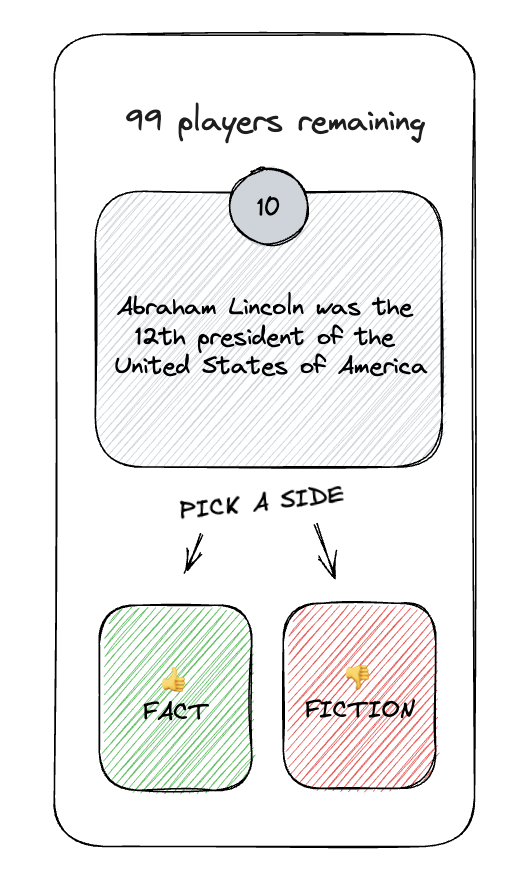 99 players remaining
10
Abraham Lincoln was the
12th president of the
United States of America
PICK A SIDE
FACT
FICTION